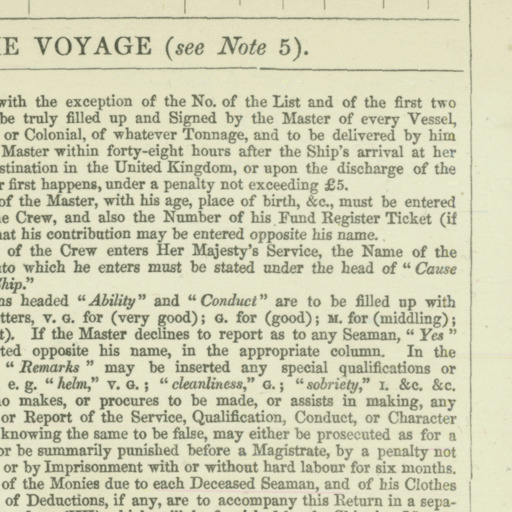 E VOYAGE (see Note 5).
with the exception of the No. of the List and of the first two
be truly filled up and Signed by the Master of every Vessel,
or Colonial, of whatever Tonnage, and to be delivered by him
Master within forty-eight hours after the Ship's arrival at her
stination in the United Kingdom, or upon the discharge of the
r first happens, under a penalty not exceeding £5.
of the Master, with his age, place of birth, &c., must be entered
e Crew, and also the Number of his Fund Register Ticket (if
hat his contribution may be entered opposite his name.
of the Crew enters Her Majesty's Service, the Name of the
nto which he enters must be stated under the head of "Cause
ship."
ns headed "Ability" and "Conduct" are to be filled up with
tters, V. G. for (very good); G. for (good); M. for (middling);
t). If the Master declines to report as to any Seaman, "Yes"
ted opposite his name, in the appropriate column. In the
"Remarks" may be inserted any special qualifications or
e. g. "helm," V. G.; "cleanliness," G.; "sobriety," I. &c. &c.
o makes, or procures to be made, or assists in making, any
or Report of the Service, Qualification, Conduct, or Character
knowing the same to be false, may either be prosecuted as for a
or be summarily punished before a Magistrate, by a penalty not
or by Imprisonment with or without hard labour for six months.
of the Monies due to each Deceased Seaman, and of his Clothes
of Deductions, if any, are to accompany this Return in a sepa-